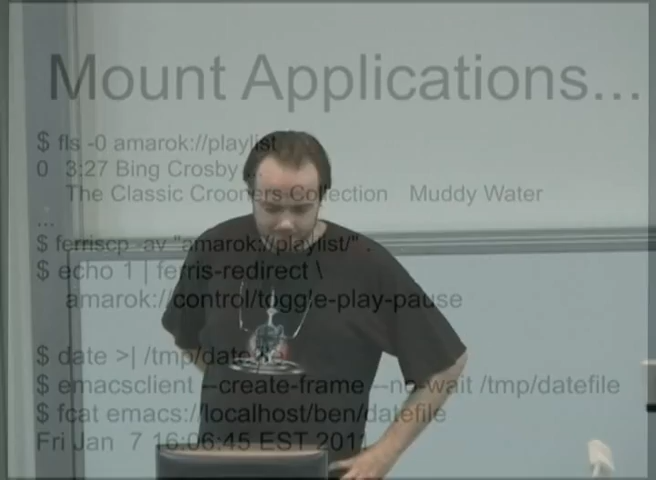 Mount Applications...
$ fls -0 amarok://playlist
0 3:27 Bing Crosby
The Classic Crooners Collection Muddy Water
...
$ ferriscp -av "amarok://playlist/" .
$ echo 1 | ferris-redirect \
amarok://control/toggle-play-pause
$ date >| /tmp/datefile
$ emacsclient --create-frame --no-wait /tmp/datefile
$ fcat emacs://localhost/ben/datefile
Fri Jan 7 16:06:45 EST 2011